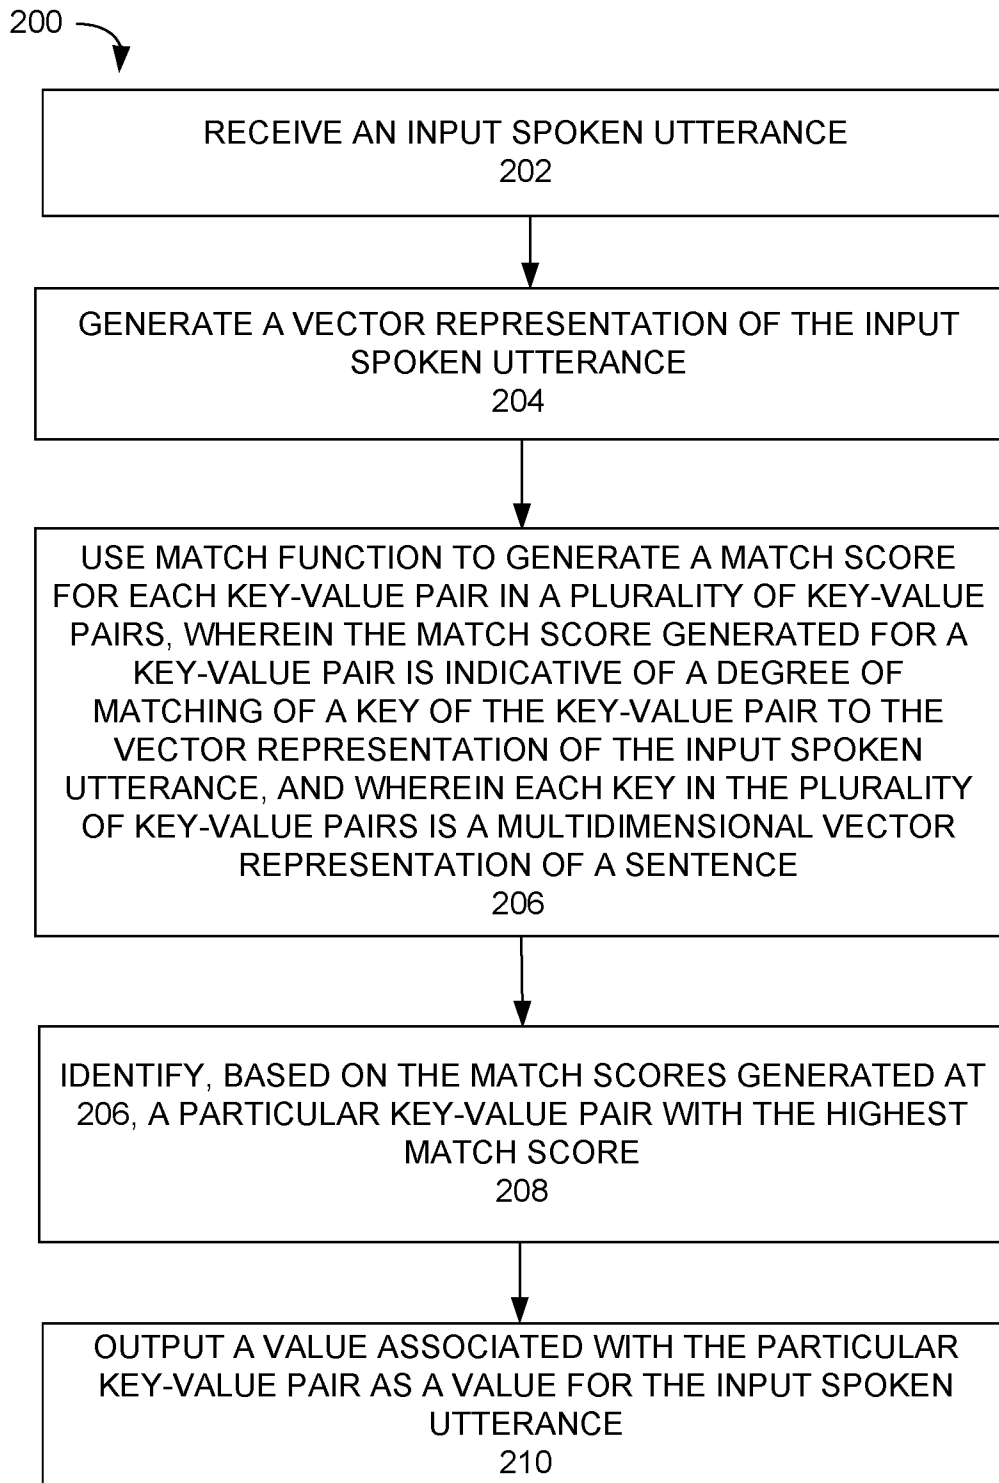 200
RECEIVE AN INPUT SPOKEN UTTERANCE
202
GENERATE A VECTOR REPRESENTATION OF THE INPUT
SPOKEN UTTERANCE
204
USE MATCH FUNCTION TO GENERATE A MATCH SCORE
FOR EACH KEY-VALUE PAIR IN A PLURALITY OF KEY-VALUE
PAIRS, WHEREIN THE MATCH SCORE GENERATED FOR A
KEY-VALUE PAIR IS INDICATIVE OF A DEGREE OF
MATCHING OF A KEY OF THE KEY-VALUE PAIR TO THE
VECTOR REPRESENTATION OF THE INPUT SPOKEN
UTTERANCE, AND WHEREIN EACH KEY IN THE PLURALITY
OF KEY-VALUE PAIRS IS A MULTIDIMENSIONAL VECTOR
REPRESENTATION OF A SENTENCE
206
IDENTIFY, BASED ON THE MATCH SCORES GENERATED AT
206, A PARTICULAR KEY-VALUE PAIR WITH THE HIGHEST
MATCH SCORE
208
OUTPUT A VALUE ASSOCIATED WITH THE PARTICULAR
KEY-VALUE PAIR AS A VALUE FOR THE INPUT SPOKEN
UTTERANCE
210